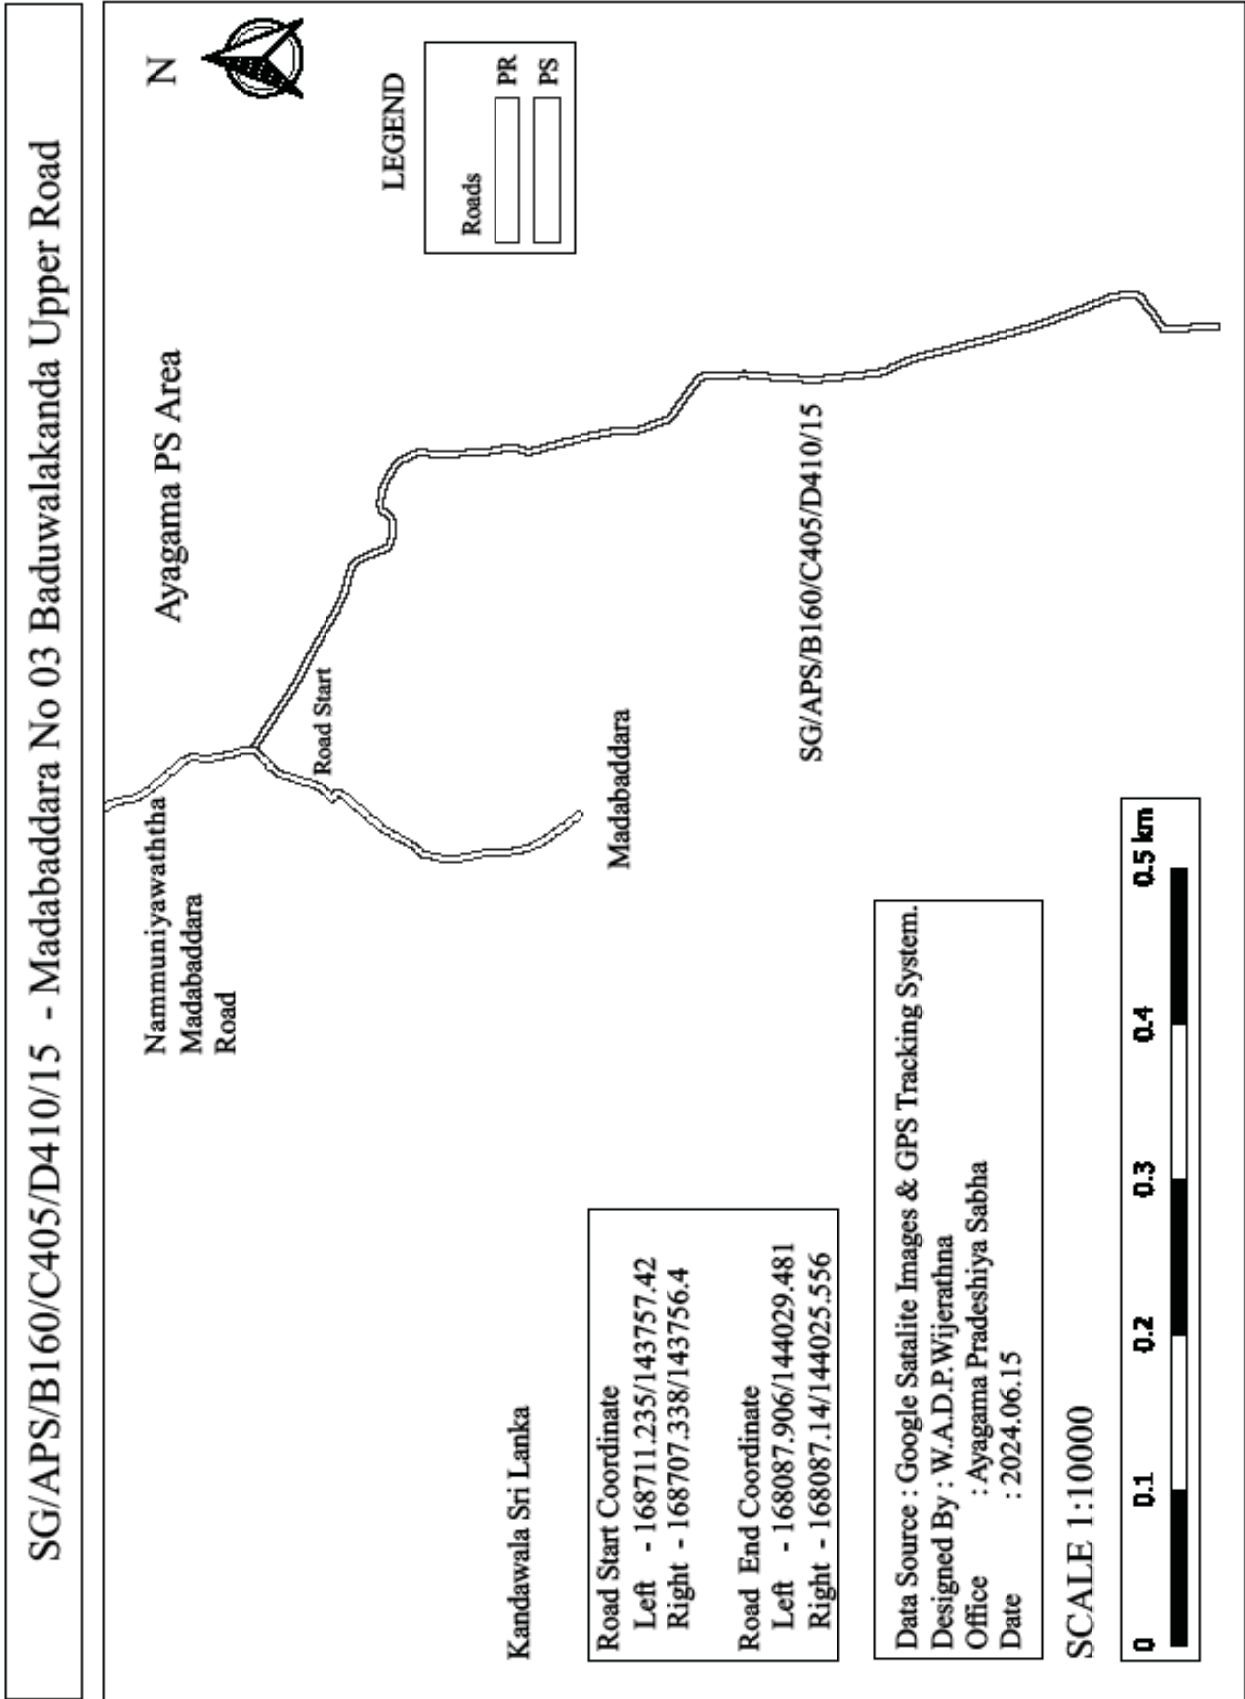 SG/APS/B160/C405/D410/15 - Madabaddara No 03 Baduwalakanda Upper Road
N
Ayagama PS Area
LEGEND
Roads
PR
PS
Nammuniyawaththa
Madabaddara
Road
Road Start
Madabaddara
SG/APS/B160/C405/D410/15
Kandawala Sri Lanka
Road Start Coordinate
Left - 168711.235/143757.42
Right - 168707.338/143756.4
Road End Coordinate
Left - 168087.906/144029.481
Right - 168087.14/144025.556
Data Source : Google Satalite Images & GPS Tracking System.
Designed By : W.A.D.P.Wijerathna
Office : Ayagama Pradeshiya Sabha
Date : 2024.06.15
SCALE 1:10000
0 0.1 0.2 0.3 0.4 0.5 km